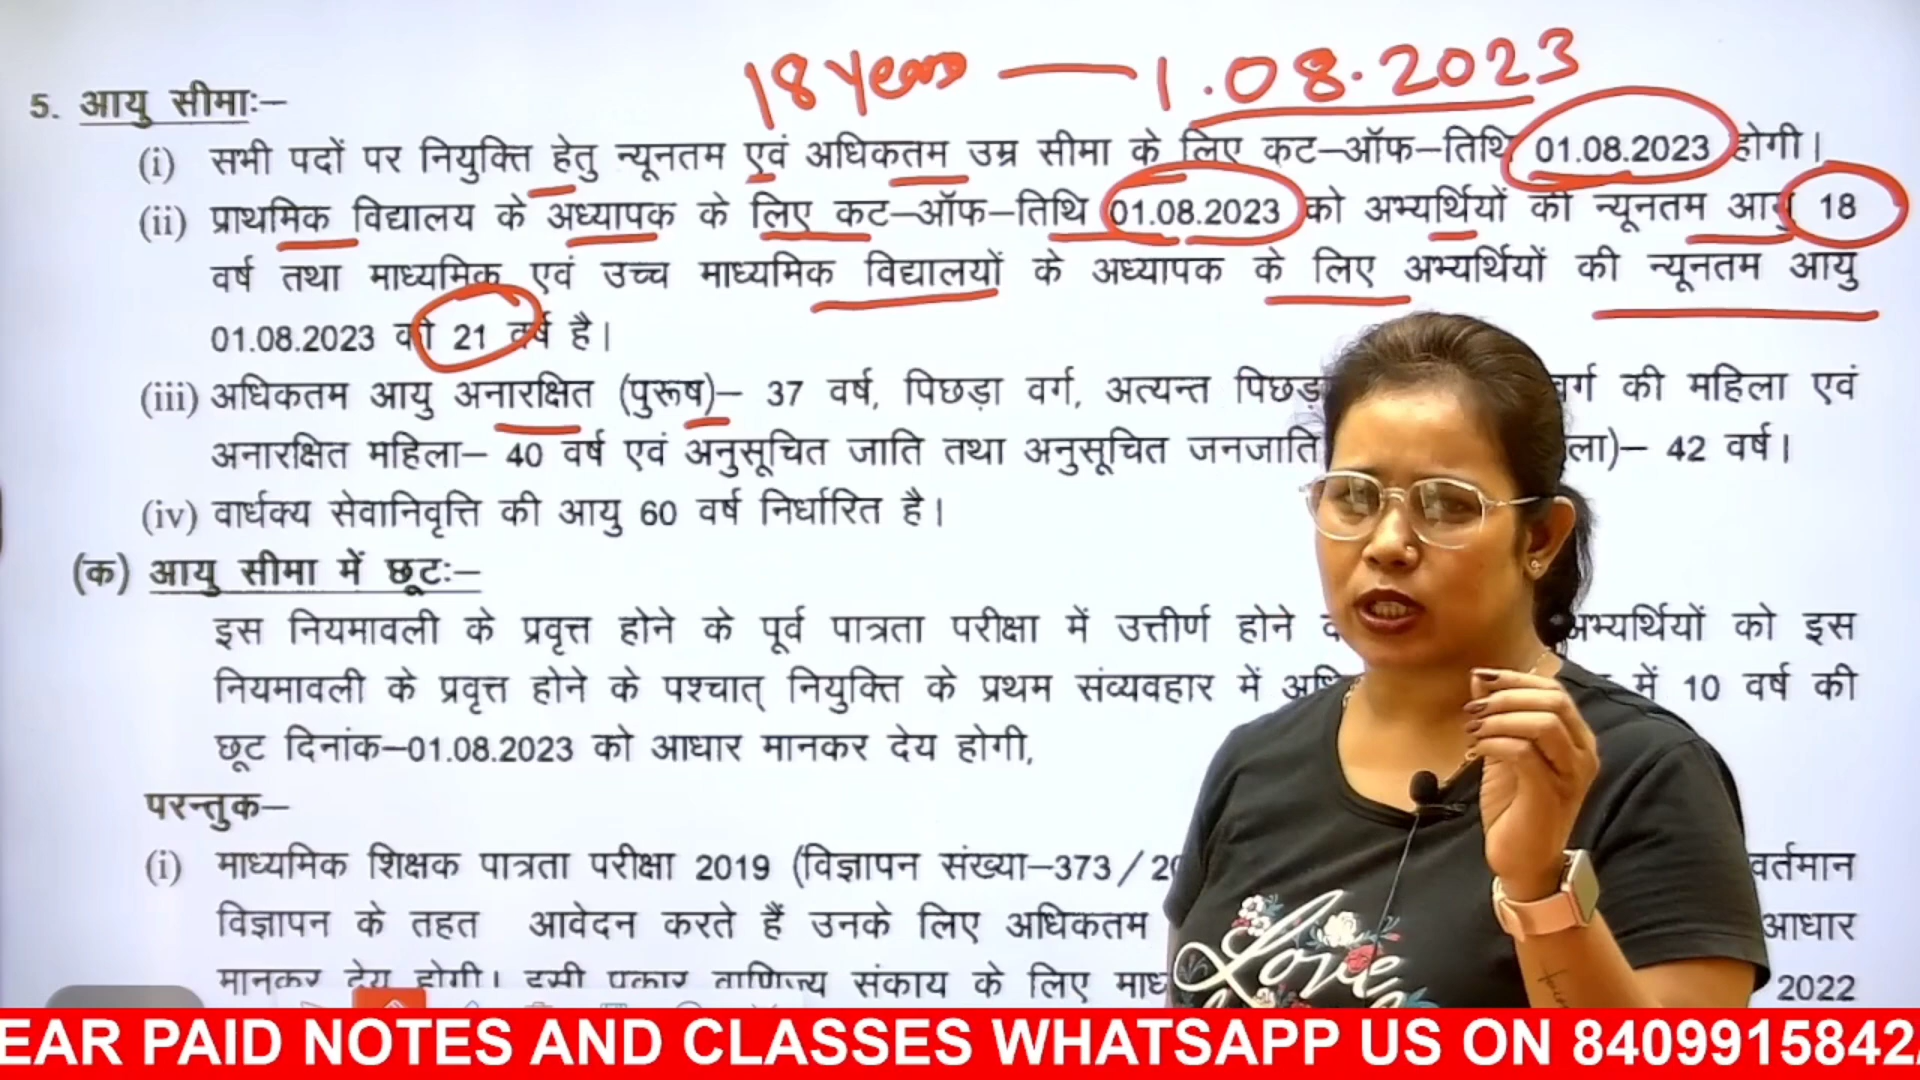 18 Years — 1.08.2023
5. आयु सीमाः–
(i) सभी पदों पर नियुक्ति हेतु न्यूनतम एवं अधिकतम उम्र सीमा के लिए कट–ऑफ–तिथि 01.08.2023 होगी।
(ii) प्राथमिक विद्यालय के अध्यापक के लिए कट–ऑफ–तिथि 01.08.2023 को अभ्यर्थियों की न्यूनतम आयु 18
वर्ष तथा माध्यमिक एवं उच्च माध्यमिक विद्यालयों के अध्यापक के लिए अभ्यर्थियों की न्यूनतम आयु
01.08.2023 को 21 वर्ष है।
(iii) अधिकतम आयु अनारक्षित (पुरूष)– 37 वर्ष, पिछड़ा वर्ग, अत्यन्त वर्ग की महिला एवं
अनारक्षित महिला– 40 वर्ष एवं अनुसूचित जाति तथा अनुसूचित जनजाति 42 वर्ष।
(iv) वार्धक्य सेवानिवृत्ति की आयु 60 वर्ष निर्धारित है।
(क) आयु सीमा में छूटः–
इस नियमावली के प्रवृत्त होने के पूर्व पात्रता परीक्षा में उत्तीर्ण होने अभ्यर्थियों को इस
नियमावली के प्रवृत्त होने के पश्चात् नियुक्ति के प्रथम संव्यवहार में में 10 वर्ष की
छूट दिनांक–01.08.2023 को आधार मानकर देय होगी,
परन्तुक–
(i) माध्यमिक शिक्षक पात्रता परीक्षा 2019 (विज्ञापन संख्या–373/ वर्तमान
विज्ञापन के तहत आवेदन करते हैं उनके लिए अधिकतम आधार
मानकर देय होगी। इसी प्रकार वाणिज्य संकाय के लिए 2022
Love
EAR PAID NOTES AND CLASSES WHATSAPP US ON 8409915842